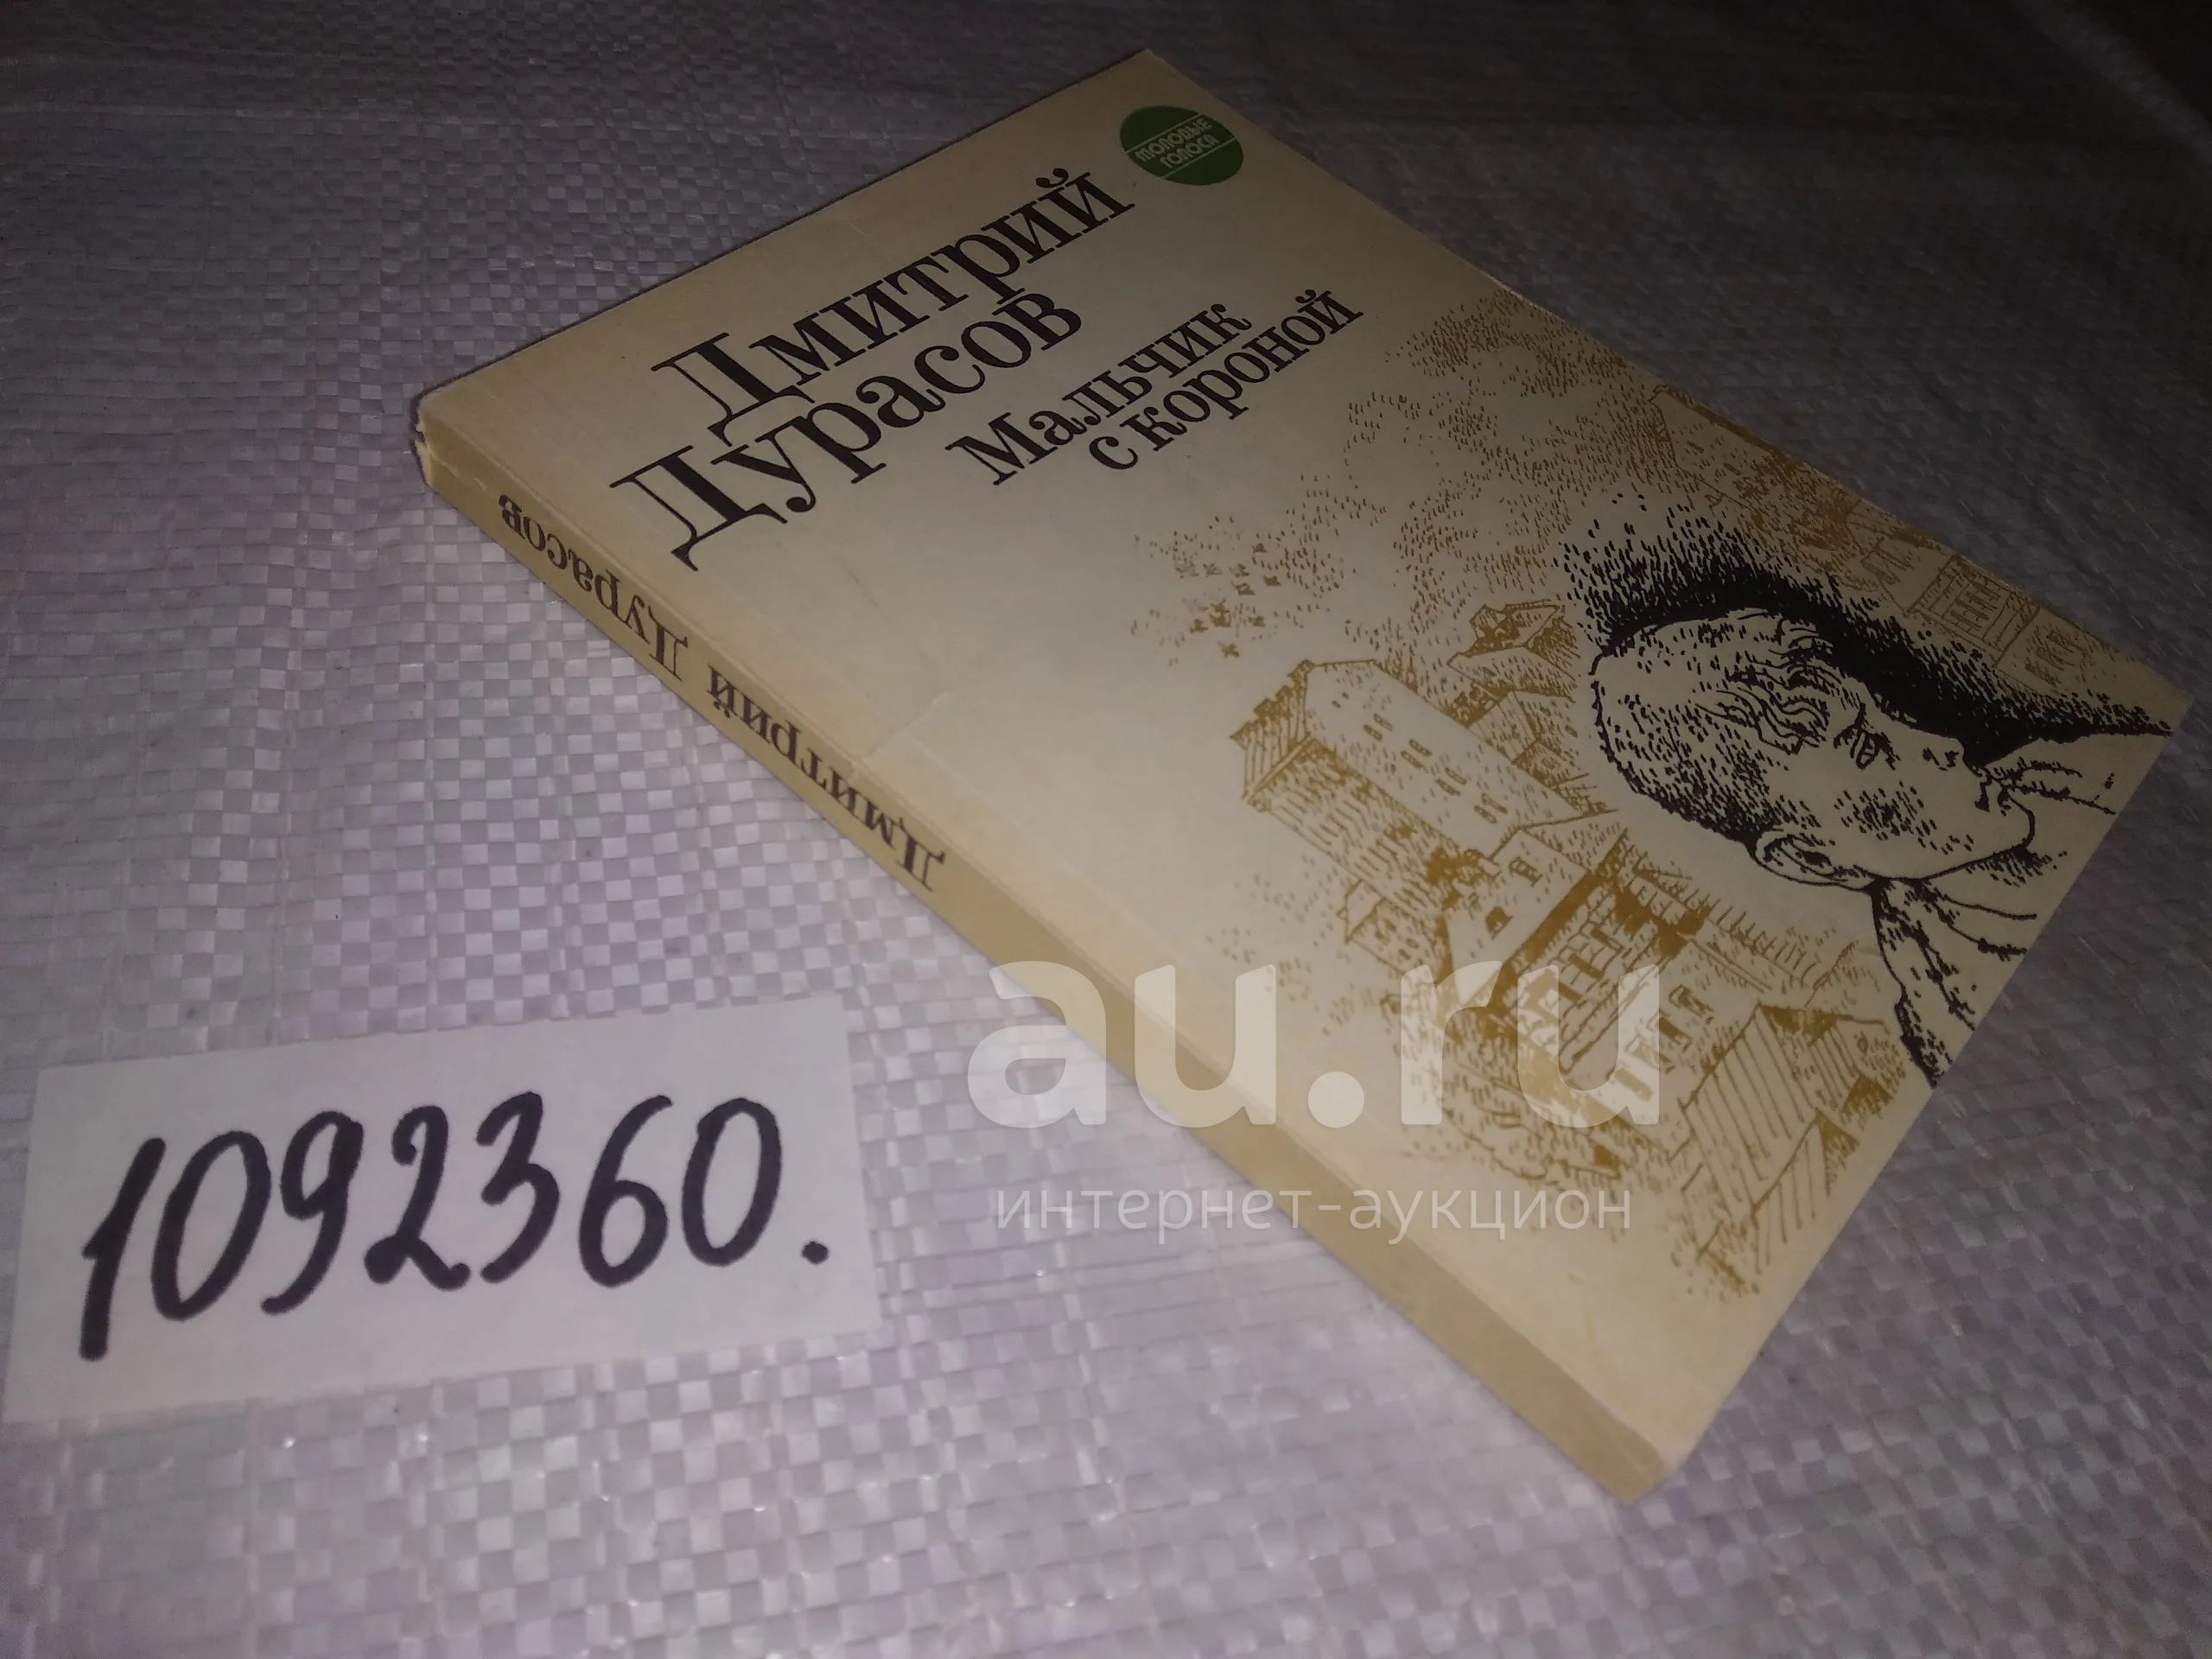 МОЛОДЫЕ
ГОЛОСА
Дмитрий
Дурасов
Мальчик
с короной
Дмитрий Дурасов
1092360.
au.ru
интернет-аукцион